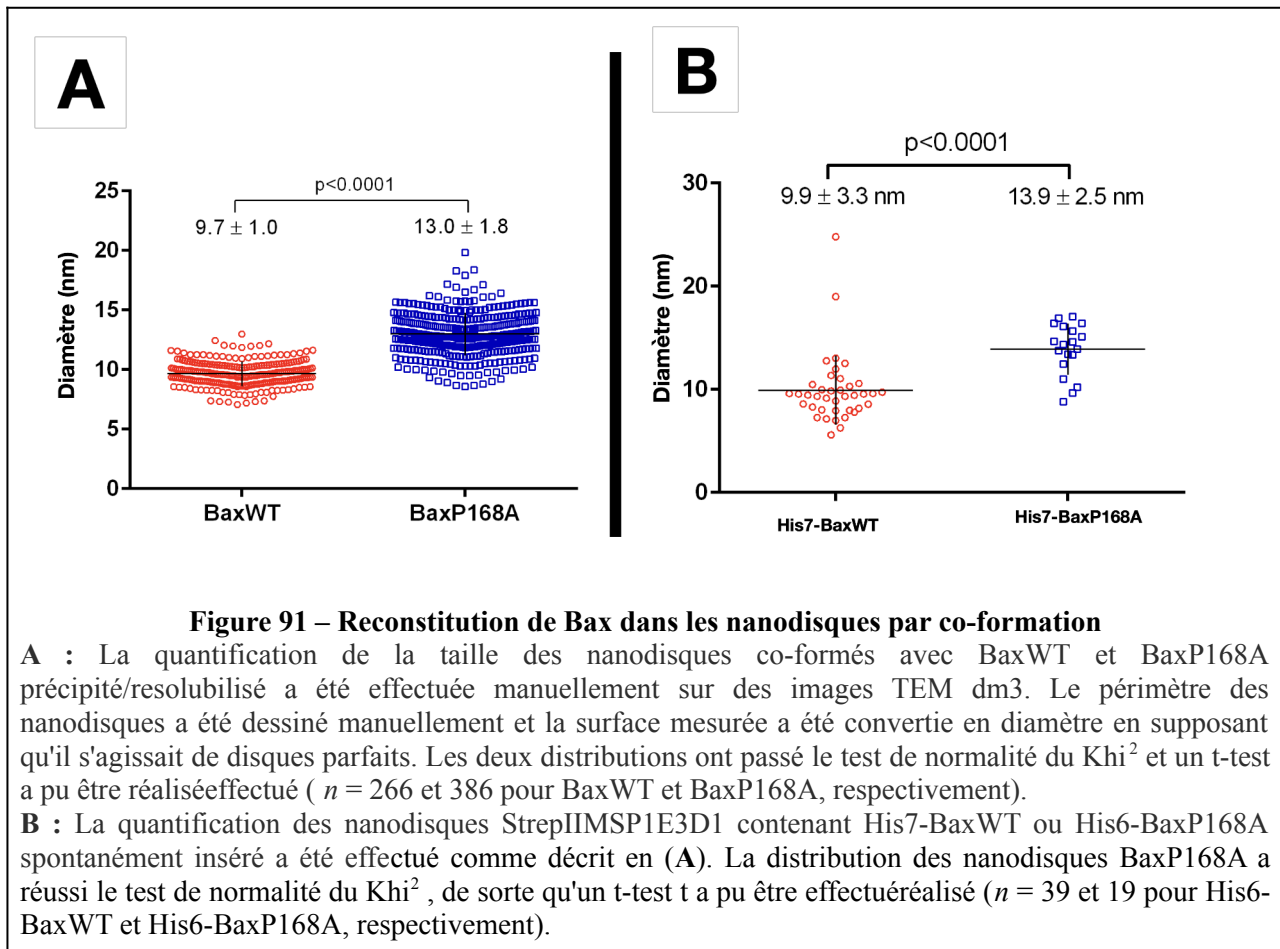 A
B
p<0.0001
9.7 ± 1.0
13.0 ± 1.8
25
20
15
10
5
0
Diamètre (nm)
BaxWT
BaxP168A
p<0.0001
9.9 ± 3.3 nm
13.9 ± 2.5 nm
30
20
10
0
Diamètre (nm)
His7-BaxWT
His7-BaxP168A
Figure 91 – Reconstitution de Bax dans les nanodisques par co-formation
A : La quantification de la taille des nanodisques co-formés avec BaxWT et BaxP168A
précipité/resolubilisé a été effectuée manuellement sur des images TEM dm3. Le périmètre des
nanodisques a été dessiné manuellement et la surface mesurée a été convertie en diamètre en supposant
qu'il s'agissait de disques parfaits. Les deux distributions ont passé le test de normalité du Khi² et un t-test
a pu être réaliséeffectué ( n = 266 et 386 pour BaxWT et BaxP168A, respectivement).
B : La quantification des nanodisques StrepIIMSP1E3D1 contenant His7-BaxWT ou His6-BaxP168A
spontanément inséré a été effectué comme décrit en (A). La distribution des nanodisques BaxP168A a
réussi le test de normalité du Khi² , de sorte qu'un t-test t a pu être effectuéréalisé (n = 39 et 19 pour His6-
BaxWT et His6-BaxP168A, respectivement).